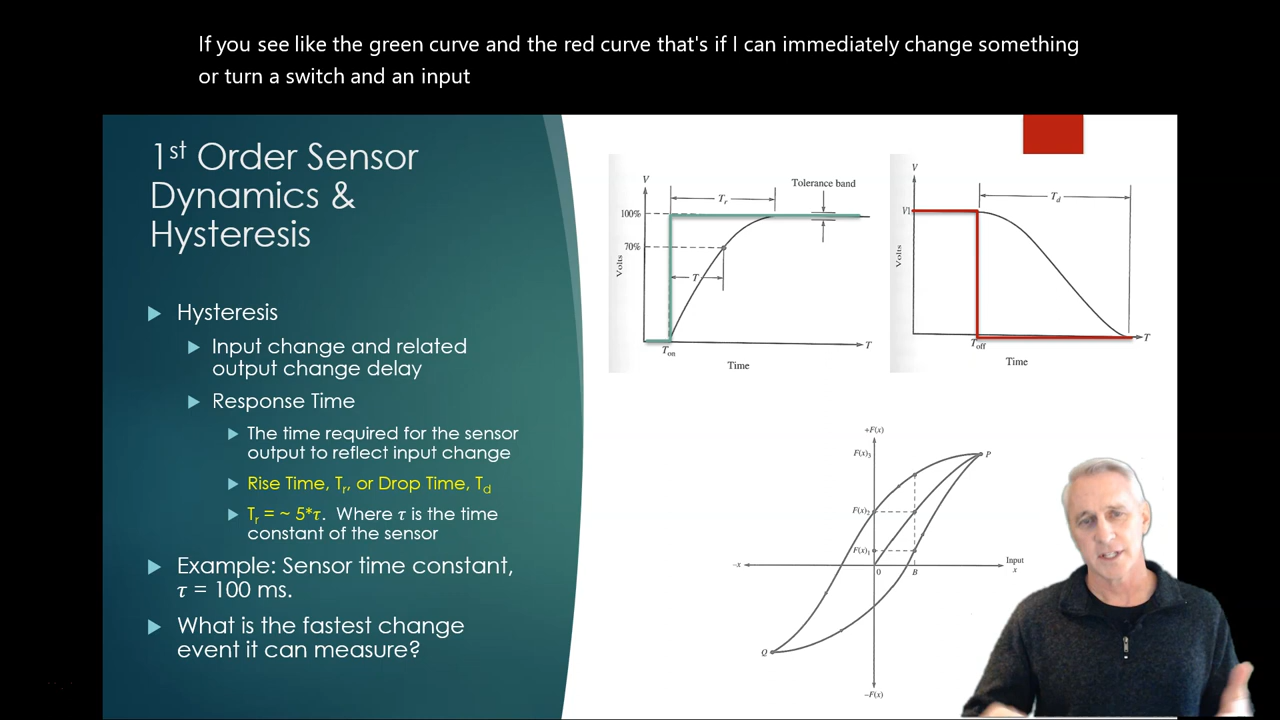 If you see like the green curve and the red curve that's if I can immediately change something
or turn a switch and an input
1st Order Sensor
Dynamics &
Hysteresis
Hysteresis
Input change and related
output change delay
Response Time
The time required for the sensor
output to reflect input change
Rise Time, Tr, or Drop Time, Td
Tr = ~ 5*τ. Where τ is the time
constant of the sensor
Example: Sensor time constant,
τ = 100 ms.
What is the fastest change
event it can measure?
V
Tr
Tolerance band
100%
70%
Volts
T
Ton
T
Time
V
Td
V1
Volts
Toff
T
Time
+F(x)
F(x)3
P
F(x)2
F(x)1
-x
0
B
Input
x
Q
-F(x)